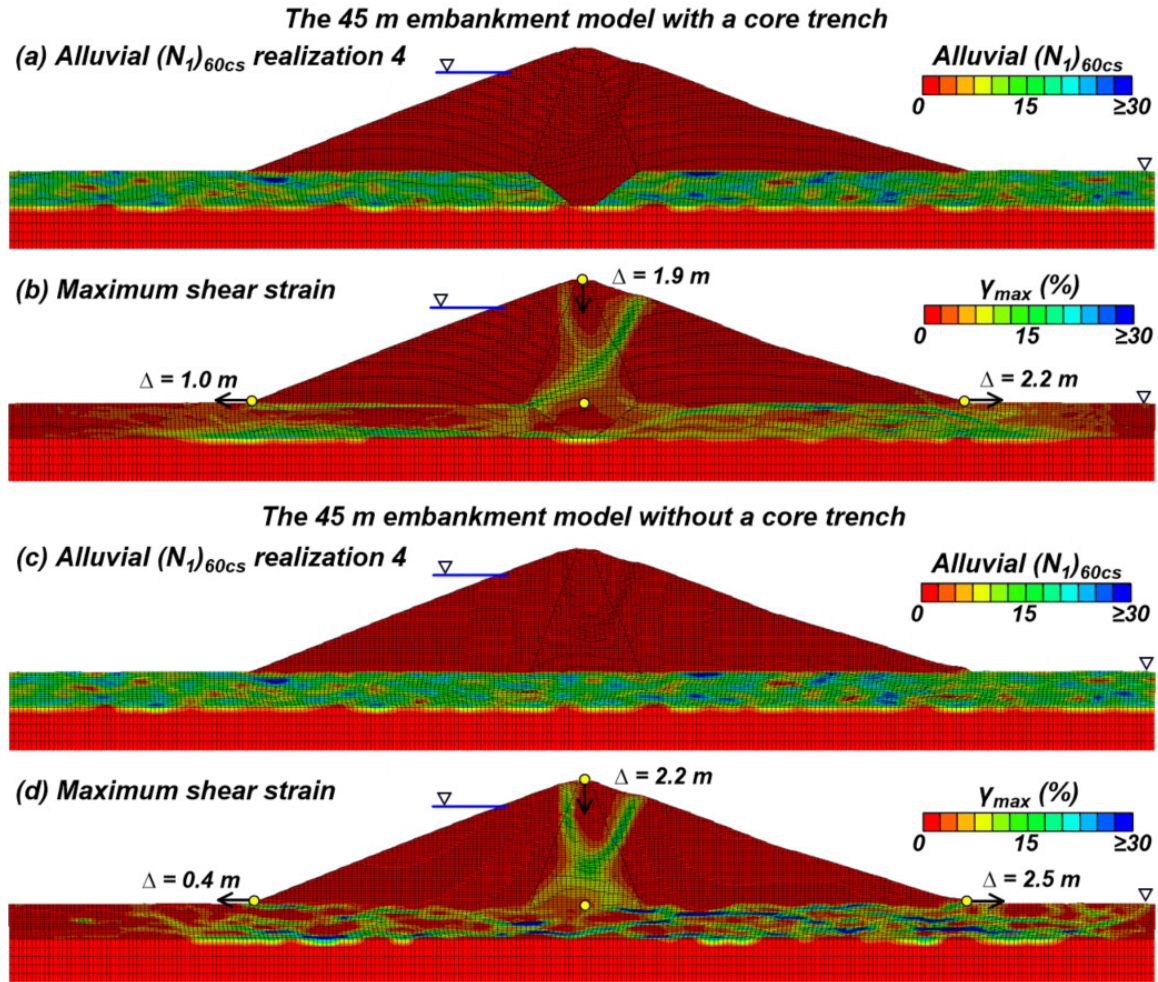 The 45 m embankment model with a core trench
(a) Alluvial (N₁)₆₀cs realization 4
Alluvial (N₁)₆₀cs
0 15 ≥30
(b) Maximum shear strain
Δ = 1.9 m
γmax (%)
0 15 ≥30
Δ = 1.0 m
Δ = 2.2 m
The 45 m embankment model without a core trench
(c) Alluvial (N₁)₆₀cs realization 4
Alluvial (N₁)₆₀cs
0 15 ≥30
(d) Maximum shear strain
Δ = 2.2 m
γmax (%)
0 15 ≥30
Δ = 0.4 m
Δ = 2.5 m